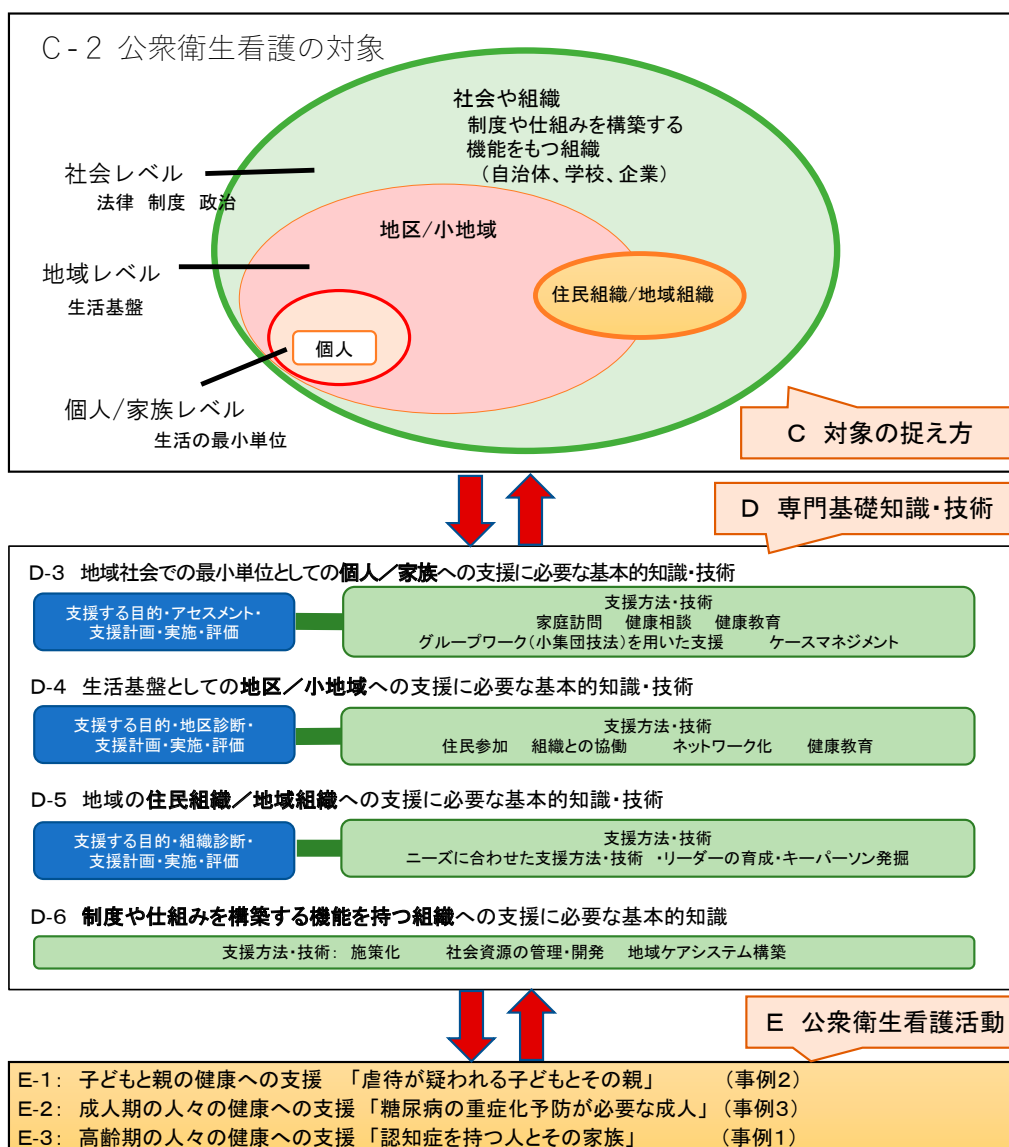 C-2 公衆衛生看護の対象
社会や組織
制度や仕組みを構築する
機能をもつ組織
（自治体、学校、企業）
社会レベル
法律 制度 政治
地区/小地域
地域レベル
生活基盤
住民組織/地域組織
個人
個人/家族レベル
生活の最小単位
C 対象の捉え方
D 専門基礎知識・技術
D-3 地域社会での最小単位としての個人／家族への支援に必要な基本的知識・技術
支援する目的・アセスメント・
支援計画・実施・評価
支援方法・技術
家庭訪問 健康相談 健康教育
グループワーク（小集団技法）を用いた支援 ケースマネジメント
D-4 生活基盤としての地区／小地域への支援に必要な基本的知識・技術
支援する目的・地区診断・
支援計画・実施・評価
支援方法・技術
住民参加 組織との協働 ネットワーク化 健康教育
D-5 地域の住民組織／地域組織への支援に必要な基本的知識・技術
支援する目的・組織診断・
支援計画・実施・評価
支援方法・技術
ニーズに合わせた支援方法・技術 ・リーダーの育成・キーパーソン発掘
D-6 制度や仕組みを構築する機能を持つ組織への支援に必要な基本的知識
支援方法・技術： 施策化 社会資源の管理・開発 地域ケアシステム構築
E 公衆衛生看護活動
E-1： 子どもと親の健康への支援 「虐待が疑われる子どもとその親」 （事例2）
E-2： 成人期の人々の健康への支援 「糖尿病の重症化予防が必要な成人」 （事例3）
E-3： 高齢期の人々の健康への支援 「認知症を持つ人とその家族」 （事例1）